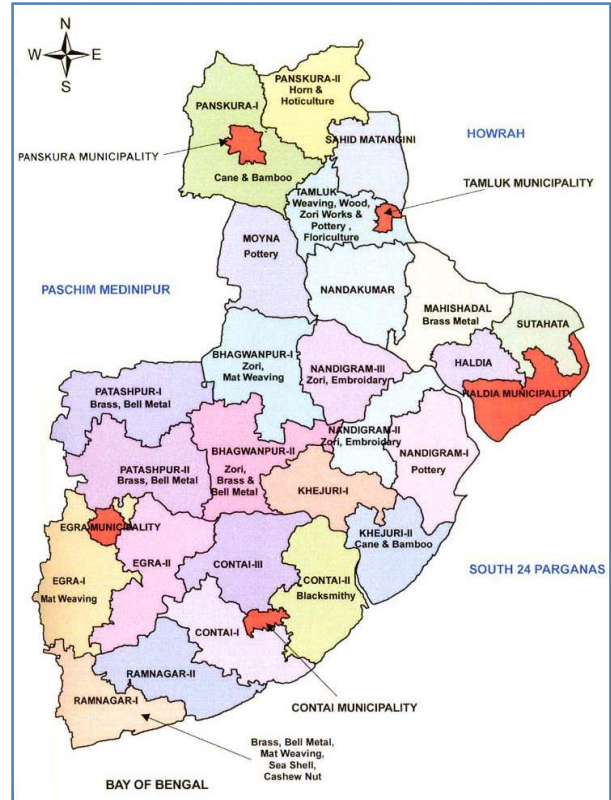 N
W E
S
PANSKURA-II
Horn &
Hoticulture
PANSKURA-I
SAHID MATANGINI
HOWRAH
PANSKURA MUNICIPALITY
Cane & Bamboo
TAMLUK MUNICIPALITY
TAMLUK
Weaving, Wood,
Zori Works &
Pottery ,
Floriculture
MOYNA
Pottery
PASCHIM MEDINIPUR
NANDAKUMAR
MAHISHADAL
Brass Metal
SUTAHATA
BHAGWANPUR-I
Zori,
Mat Weaving
NANDIGRAM-III
Zori, Embroidary
HALDIA
HALDIA MUNICIPALITY
PATASHPUR-I
Brass, Bell Metal
NANDIGRAM-II
Zori, Embroidary
BHAGWANPUR-II
Zori,
Brass &
Bell Metal
NANDIGRAM-I
Pottery
PATASHPUR-II
Brass, Bell Metal
KHEJURI-I
EGRA MUNICIPALITY
KHEJURI-II
Cane & Bamboo
EGRA-II
CONTAI-III
SOUTH 24 PARGANAS
EGRA-I
Mat Weaving
CONTAI-II
Blacksmithy
CONTAI-I
RAMNAGAR-II
RAMNAGAR-I
CONTAI MUNICIPALITY
Brass, Bell Metal,
Mat Weaving,
Sea Shell,
Cashew Nut
BAY OF BENGAL